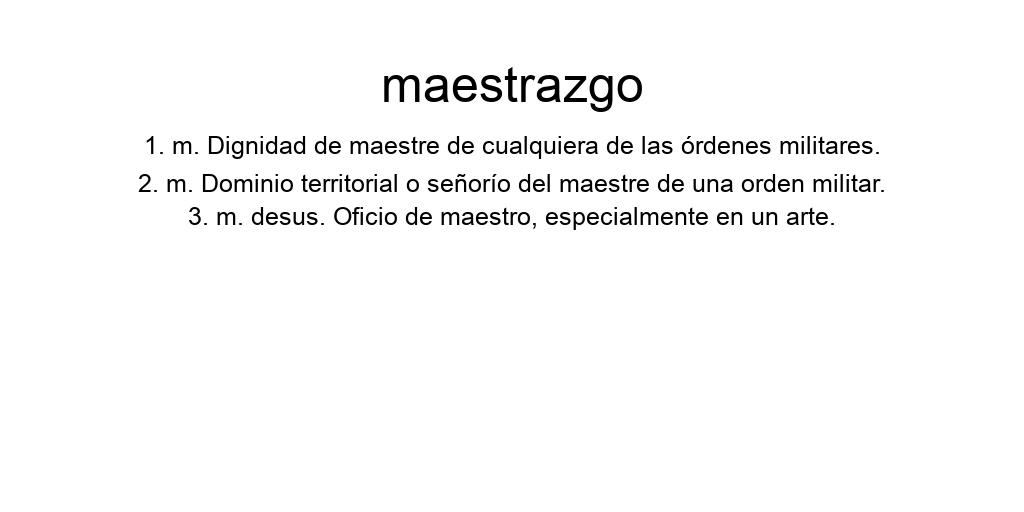 maestrazgo
1. m. Dignidad de maestre de cualquiera de las órdenes militares.
2. m. Dominio territorial o señorío del maestre de una orden militar.
3. m. desus. Oficio de maestro, especialmente en un arte.